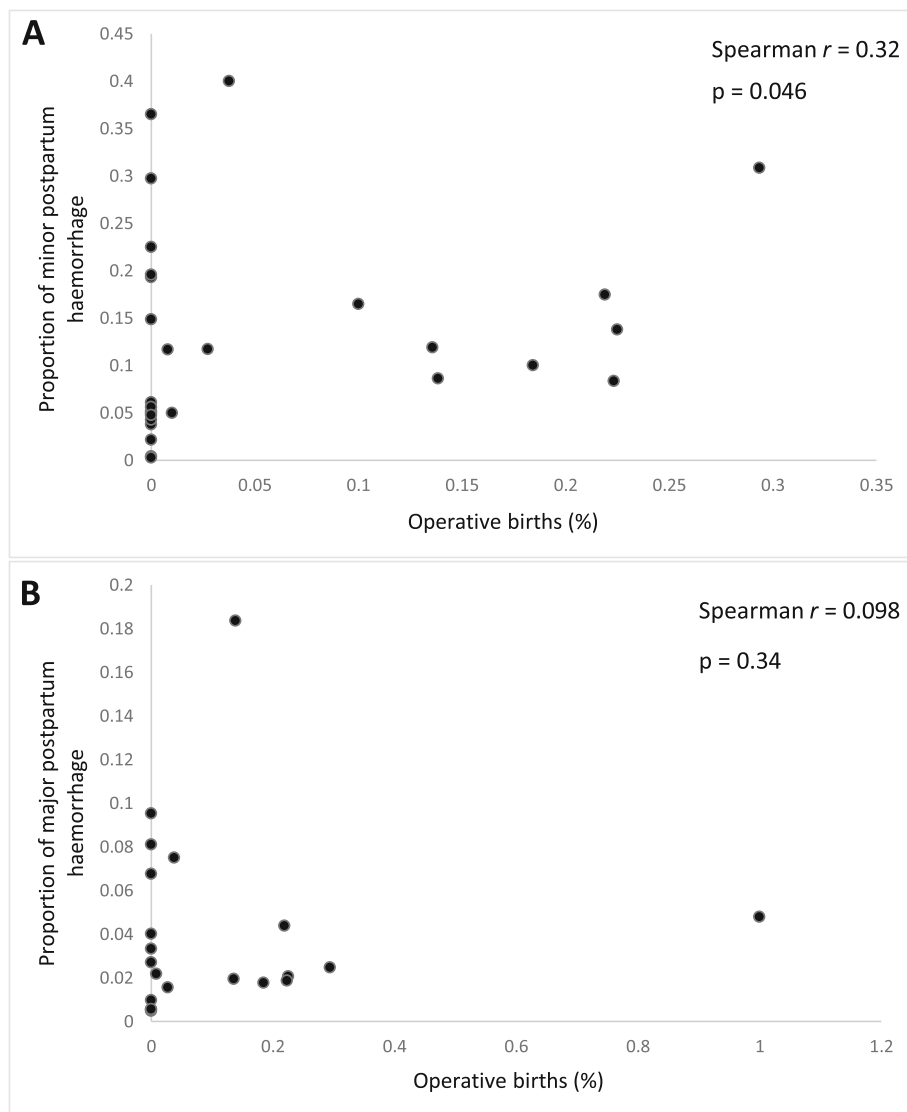 A
Spearman r = 0.32
p = 0.046
Proportion of minor postpartum
haemorrhage
0.45
0.4
0.35
0.3
0.25
0.2
0.15
0.1
0.05
0
0 0.05 0.1 0.15 0.2 0.25 0.3 0.35
Operative births (%)
B
Spearman r = 0.098
p = 0.34
Proportion of major postpartum
haemorrhage
0.2
0.18
0.16
0.14
0.12
0.1
0.08
0.06
0.04
0.02
0
0 0.2 0.4 0.6 0.8 1 1.2
Operative births (%)